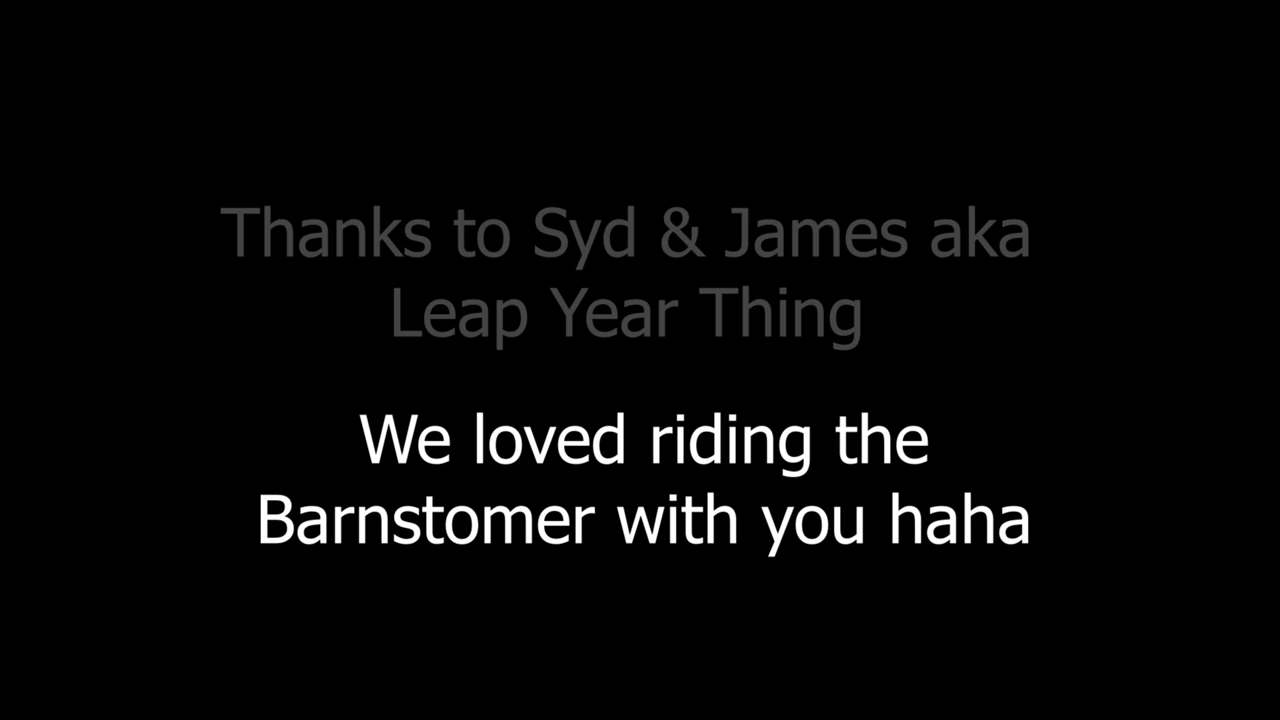 Thanks to Syd & James aka
Leap Year Thing
We loved riding the
Barnstomer with you haha